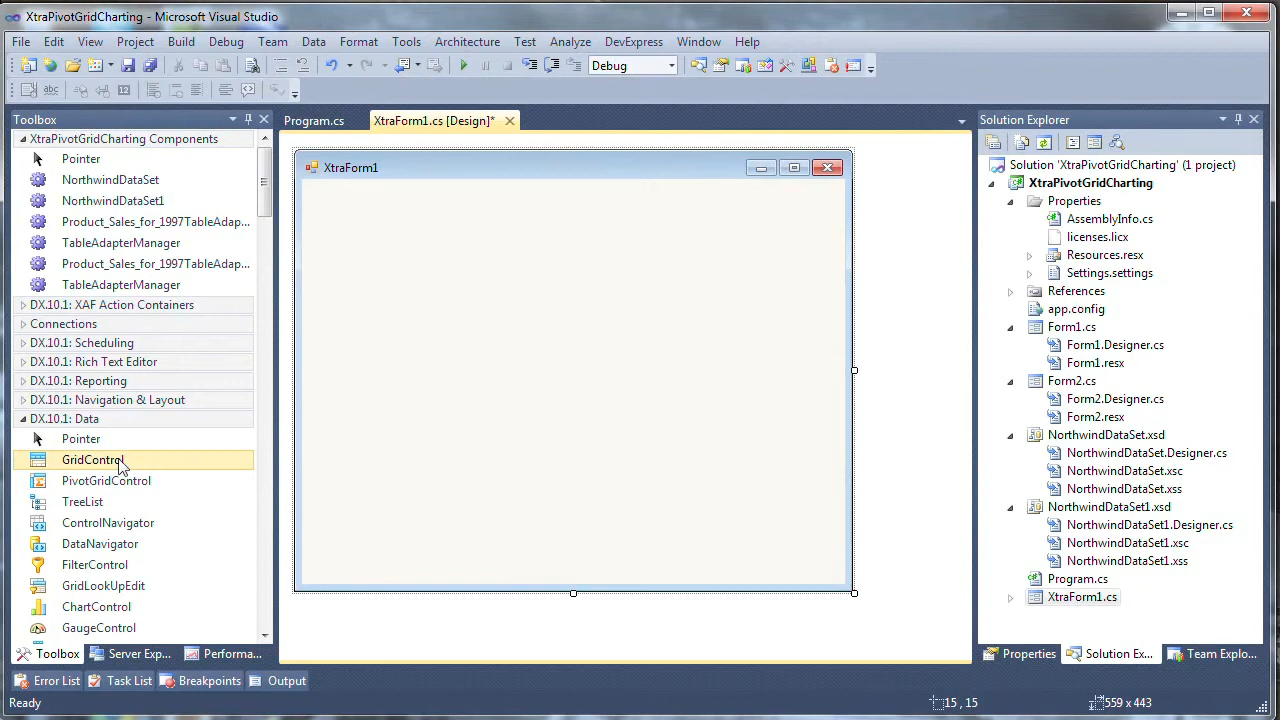 XtraPivotGridCharting - Microsoft Visual Studio
File Edit View Project Build Debug Team Data Format Tools Architecture Test Analyze DevExpress Window Help
Debug
abc 12
Toolbox
XtraPivotGridCharting Components
Pointer
NorthwindDataSet
NorthwindDataSet1
Product_Sales_for_1997TableAdap...
TableAdapterManager
Product_Sales_for_1997TableAdap...
TableAdapterManager
DX.10.1: XAF Action Containers
Connections
DX.10.1: Scheduling
DX.10.1: Rich Text Editor
DX.10.1: Reporting
DX.10.1: Navigation & Layout
DX.10.1: Data
Pointer
GridControl
PivotGridControl
TreeList
ControlNavigator
DataNavigator
FilterControl
GridLookUpEdit
ChartControl
GaugeControl
Toolbox Server Exp... Performa...
Program.cs XtraForm1.cs [Design]*
XtraForm1
Solution Explorer
Solution 'XtraPivotGridCharting' (1 project)
XtraPivotGridCharting
Properties
AssemblyInfo.cs
licenses.licx
Resources.resx
Settings.settings
References
app.config
Form1.cs
Form1.Designer.cs
Form1.resx
Form2.cs
Form2.Designer.cs
Form2.resx
NorthwindDataSet.xsd
NorthwindDataSet.Designer.cs
NorthwindDataSet.xsc
NorthwindDataSet.xss
NorthwindDataSet1.xsd
NorthwindDataSet1.Designer.cs
NorthwindDataSet1.xsc
NorthwindDataSet1.xss
Program.cs
XtraForm1.cs
Properties Solution Ex... Team Explo...
Error List Task List Breakpoints Output
Ready 15 , 15 559 x 443